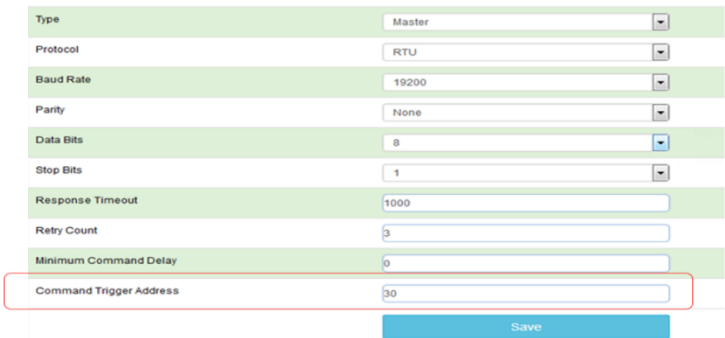 Type Master
Protocol RTU
Baud Rate 19200
Parity None
Data Bits 8
Stop Bits 1
Response Timeout 1000
Retry Count 3
Minimum Command Delay 0
Command Trigger Address 30
Save